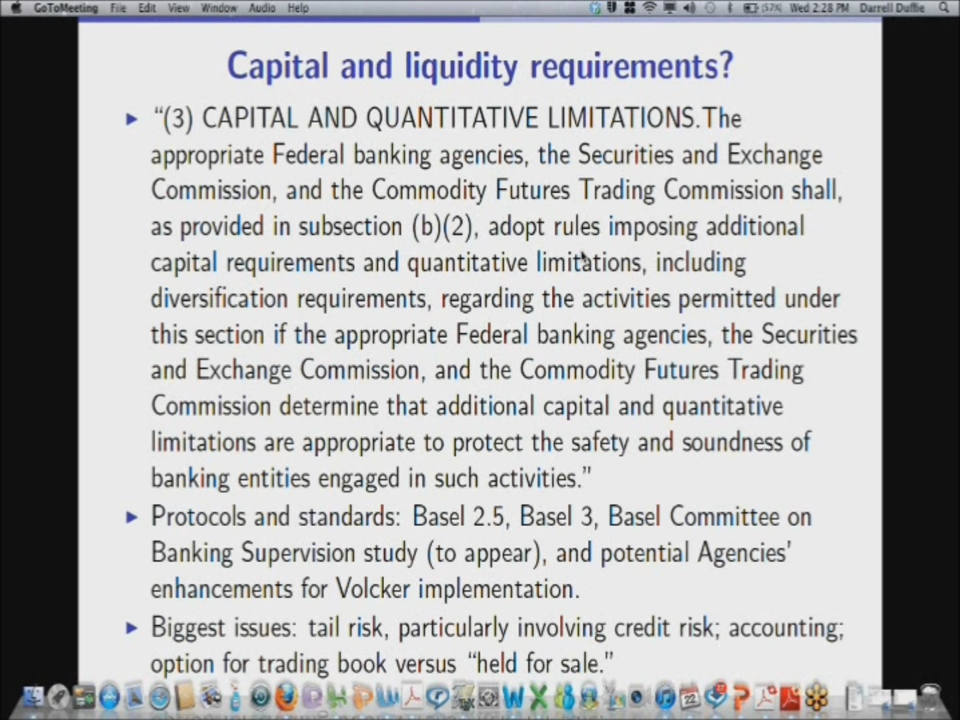 GoToMeeting File Edit View Window Audio Help (57%) Wed 2:28 PM Darrell Duffie
Capital and liquidity requirements?
“(3) CAPITAL AND QUANTITATIVE LIMITATIONS.The
appropriate Federal banking agencies, the Securities and Exchange
Commission, and the Commodity Futures Trading Commission shall,
as provided in subsection (b)(2), adopt rules imposing additional
capital requirements and quantitative limitations, including
diversification requirements, regarding the activities permitted under
this section if the appropriate Federal banking agencies, the Securities
and Exchange Commission, and the Commodity Futures Trading
Commission determine that additional capital and quantitative
limitations are appropriate to protect the safety and soundness of
banking entities engaged in such activities.”
Protocols and standards: Basel 2.5, Basel 3, Basel Committee on
Banking Supervision study (to appear), and potential Agencies’
enhancements for Volcker implementation.
Biggest issues: tail risk, particularly involving credit risk; accounting;
option for trading book versus “held for sale.”